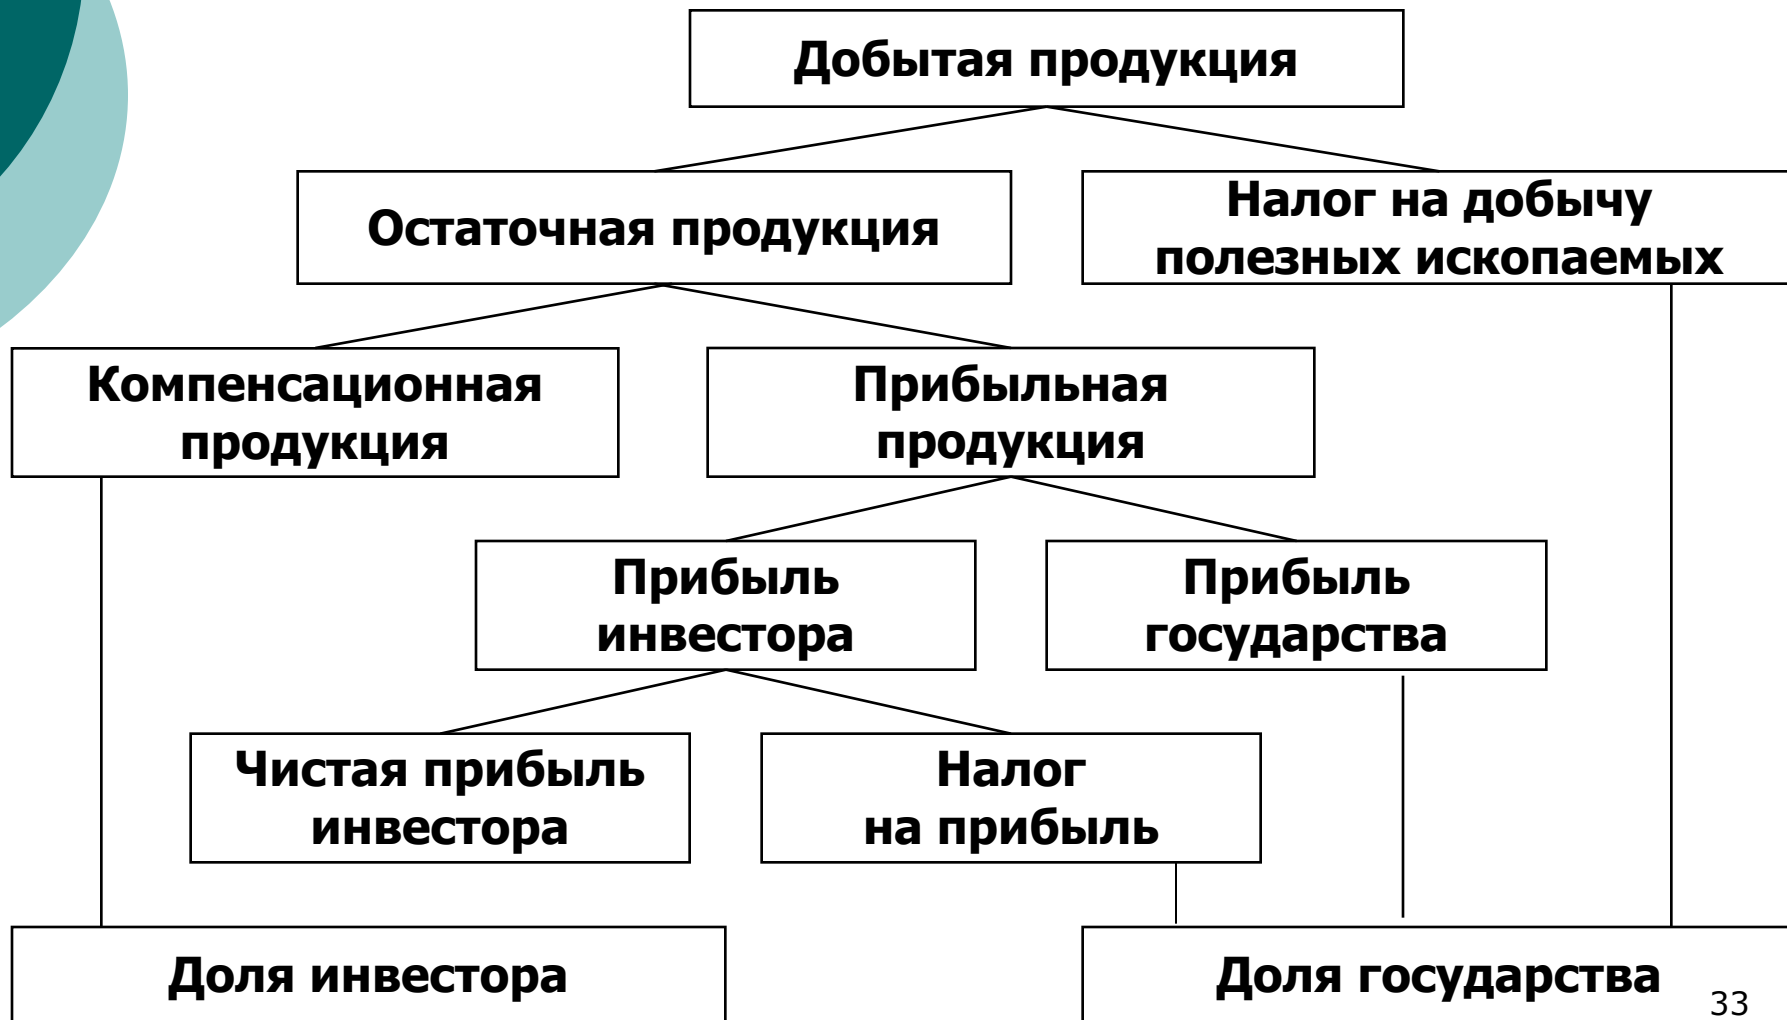 Добытая продукция
Остаточная продукция
Налог на добычу
полезных ископаемых
Компенсационная
продукция
Прибыльная
продукция
Прибыль
инвестора
Прибыль
государства
Чистая прибыль
инвестора
Налог
на прибыль
Доля инвестора
Доля государства
33